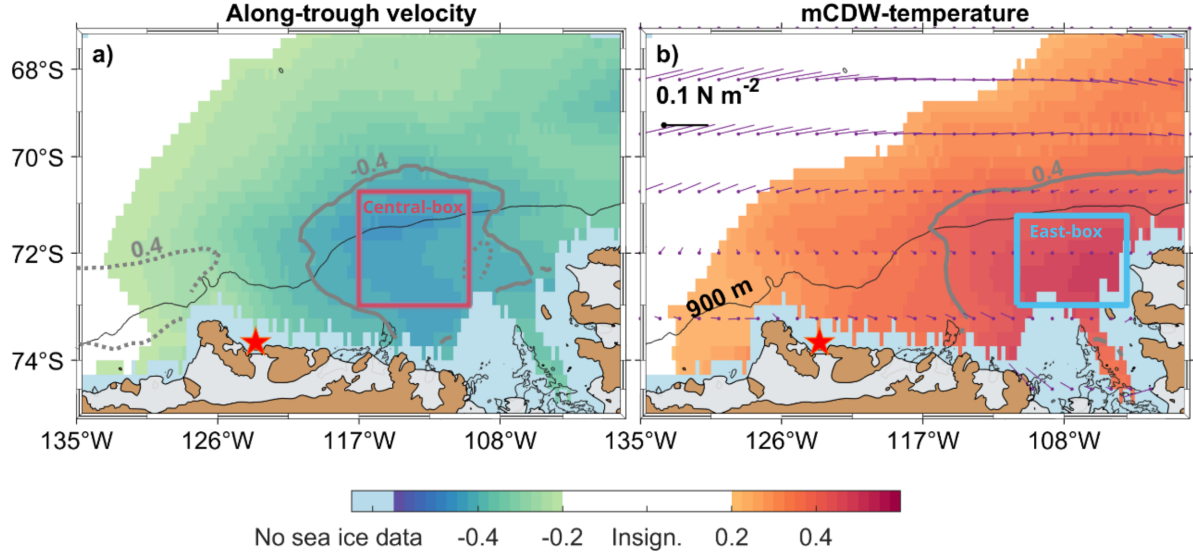 Along-trough velocity
mCDW-temperature
a)
b)
68°S
70°S
72°S
74°S
0.1 N m-2
-0.4
0.4
0.4
Central-box
East-box
900 m
135°W
126°W
117°W
108°W
135°W
126°W
117°W
108°W
No sea ice data
-0.4
-0.2
Insign.
0.2
0.4